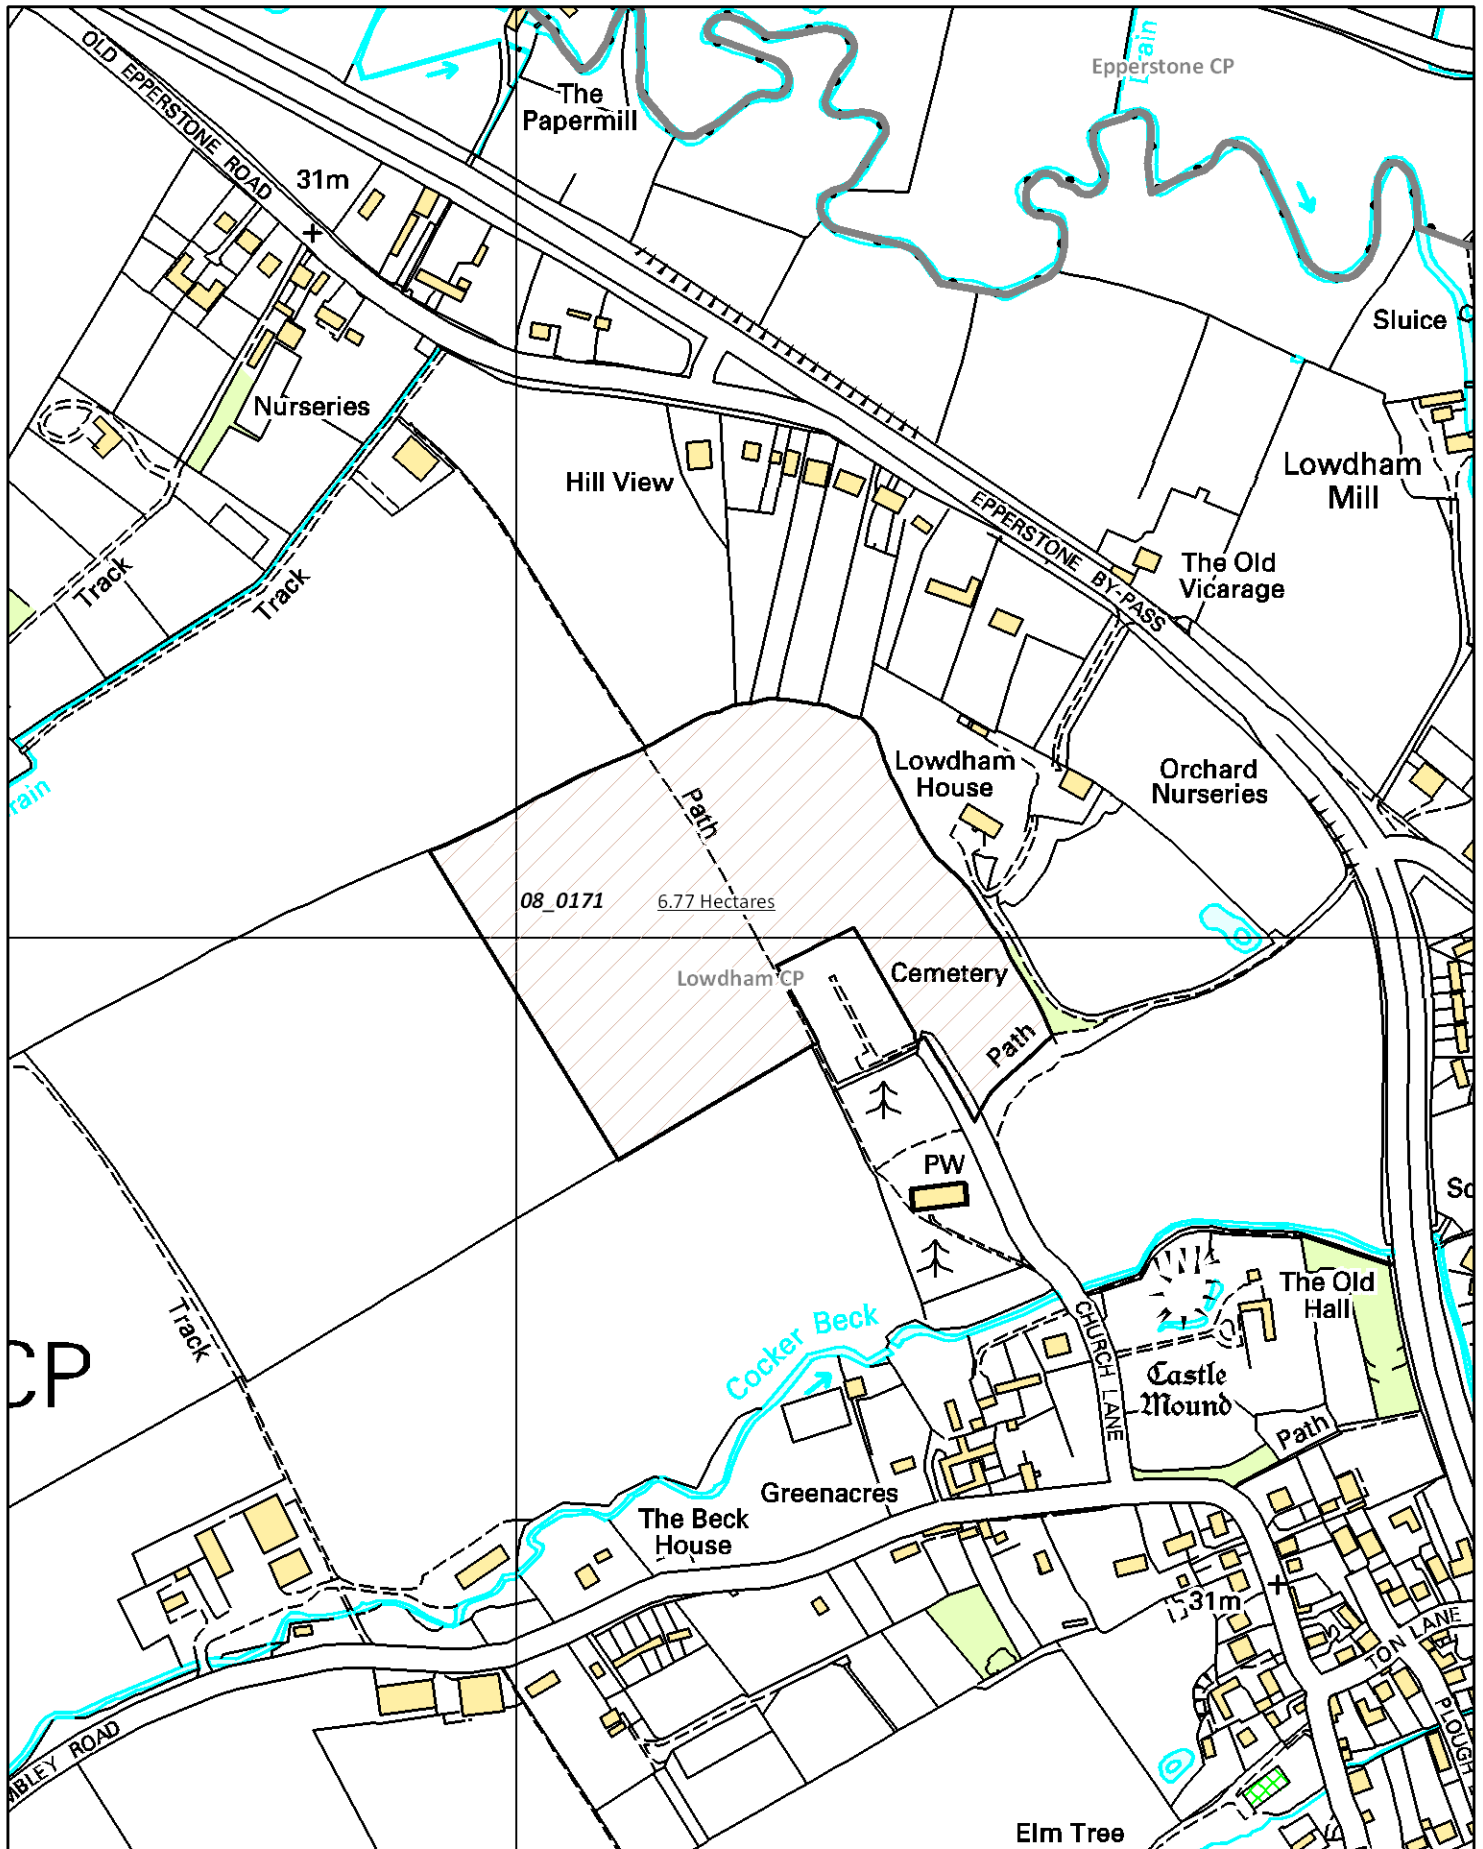 Epperstone CP
OLD EPPERSTONE ROAD
The
Papermill
31m
Sluice
Nurseries
Hill View
Lowdham
Mill
EPPERSTONE BY-PASS
The Old
Vicarage
Track
Track
Lowdham
House
Orchard
Nurseries
Path
08_0171
6.77 Hectares
Lowdham CP
Cemetery
Path
PW
The Old
Hall
Track
Cocker Beck
CHURCH LANE
CP
Castle
Mound
Path
Greenacres
The Beck
House
31m
TON LANE
PLOUGH
MBLEY ROAD
Elm Tree